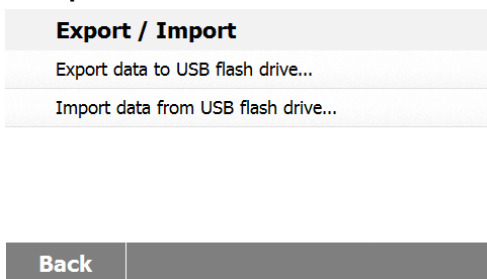 Export / Import
Export data to USB flash drive...
Import data from USB flash drive...
Back